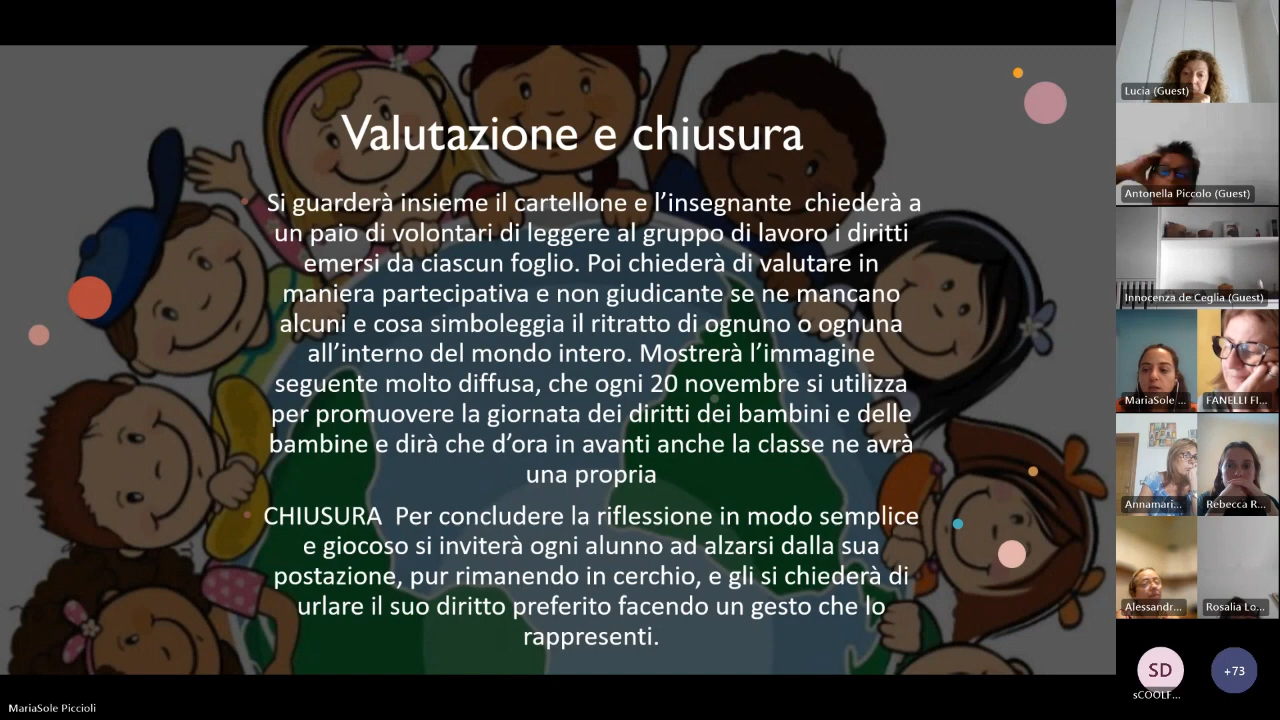 Valutazione e chiusura
Si guarderà insieme il cartellone e l’insegnante chiederà a
un paio di volontari di leggere al gruppo di lavoro i diritti
emersi da ciascun foglio. Poi chiederà di valutare in
maniera partecipativa e non giudicante se ne mancano
alcuni e cosa simboleggia il ritratto di ognuno o ognuna
all’interno del mondo intero. Mostrerà l’immagine
seguente molto diffusa, che ogni 20 novembre si utilizza
per promuovere la giornata dei diritti dei bambini e delle
bambine e dirà che d’ora in avanti anche la classe ne avrà
una propria
CHIUSURA Per concludere la riflessione in modo semplice
e giocoso si inviterà ogni alunno ad alzarsi dalla sua
postazione, pur rimanendo in cerchio, e gli si chiederà di
urlare il suo diritto preferito facendo un gesto che lo
rappresenti.
MariaSole Piccioli
Lucia (Guest)
Antonella Piccolo (Guest)
Innocenza de Ceglia (Guest)
MariaSole ...
FANELLI FI...
Annamari...
Rebecca R...
Alessandr...
Rosalia Lo...
SD
+73
sCOOLF...